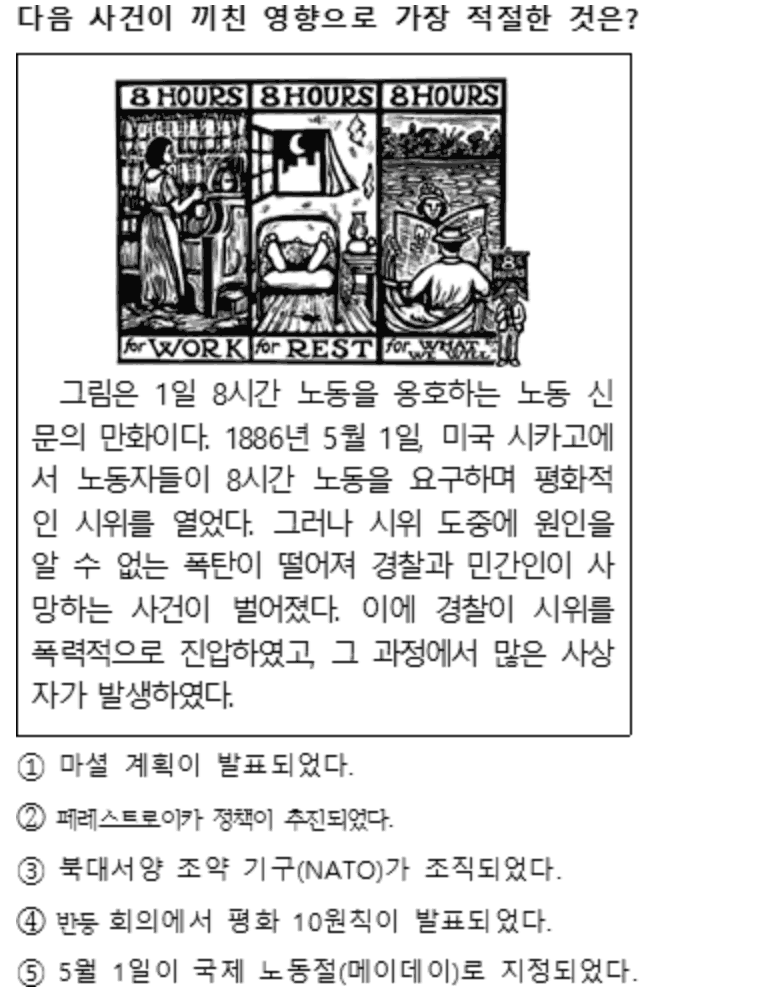 다음 사건이 끼친 영향으로 가장 적절한 것은?
8 HOURS 8 HOURS 8 HOURS
8
for WORK for REST for WHAT WE WILL
그림은 1일 8시간 노동을 옹호하는 노동 신
문의 만화이다. 1886년 5월 1일, 미국 시카고에
서 노동자들이 8시간 노동을 요구하며 평화적
인 시위를 열었다. 그러나 시위 도중에 원인을
알 수 없는 폭탄이 떨어져 경찰과 민간인이 사
망하는 사건이 벌어졌다. 이에 경찰이 시위를
폭력적으로 진압하였고, 그 과정에서 많은 사상
자가 발생하였다.
① 마셜 계획이 발표되었다.
② 페레스트로이카 정책이 추진되었다.
③ 북대서양 조약 기구(NATO)가 조직되었다.
④ 반둥 회의에서 평화 10원칙이 발표되었다.
⑤ 5월 1일이 국제 노동절(메이데이)로 지정되었다.